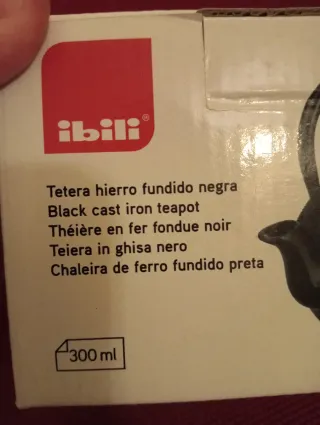 ibili®
Tetera hierro fundido negra
Black cast iron teapot
Théière en fer fondue noir
Teiera in ghisa nero
Chaleira de ferro fundido preta
300 ml